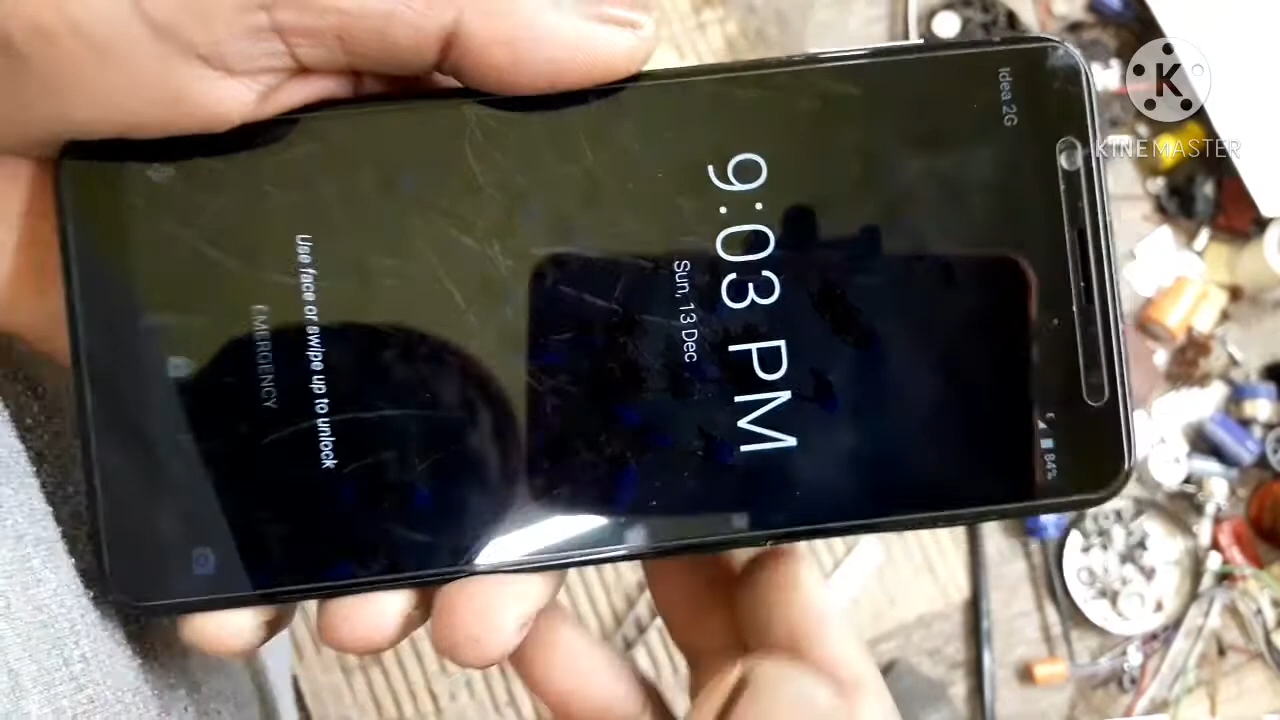 Idea 2G
84%
9:03 PM
Sun, 13 Dec
Use face or swipe up to unlock
EMERGENCY
K
KINEMASTER